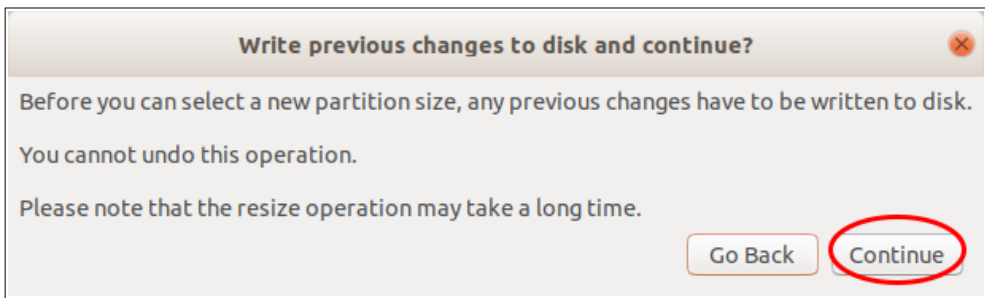 Write previous changes to disk and continue?
Before you can select a new partition size, any previous changes have to be written to disk.
You cannot undo this operation.
Please note that the resize operation may take a long time.
Go Back Continue